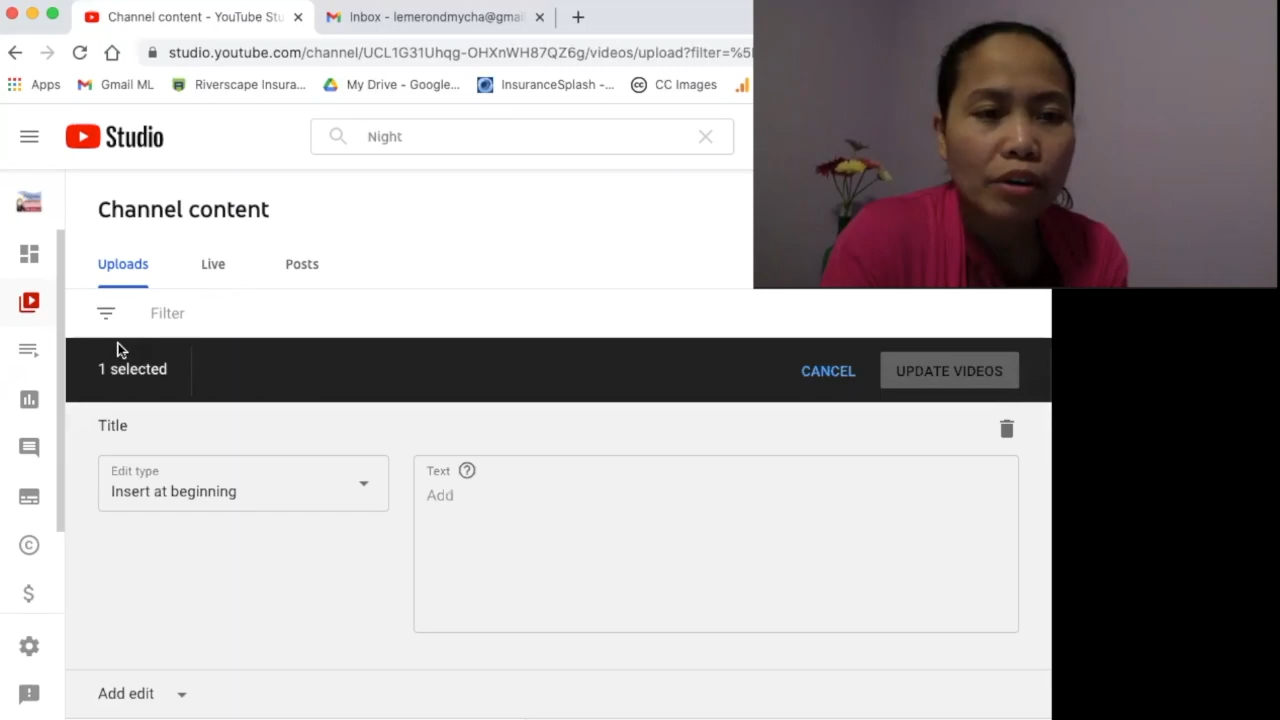 Channel content - YouTube Stu
Inbox - lemerondmycha@gmai
studio.youtube.com/channel/UCL1G31Uhqg-OHXnWH87QZ6g/videos/upload?filter=%5
Apps
Gmail ML
Riverscape Insura...
My Drive - Google...
InsuranceSplash -...
CC Images
Studio
Night
Channel content
Uploads
Live
Posts
Filter
1 selected
CANCEL
UPDATE VIDEOS
Title
Edit type
Insert at beginning
Text
Add
Add edit